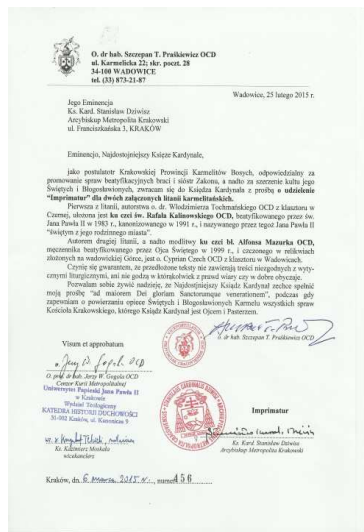 O. dr hab. Szczepan T. Praśkiewicz OCD
ul. Karmelicka 22; skr. poczt. 28
34-100 WADOWICE
tel. (33) 873-21-87
Wadowice, 25 lutego 2015 r.
Jego Eminencja
Ks. Kard. Stanisław Dziwisz
Arcybiskup Metropolita Krakowski
ul. Franciszkańska 3, KRAKÓW
Eminencjo, Najdostojniejszy Księże Kardynale,
jako postulator Krakowskiej Prowincji Karmelitów Bosych, odpowiedzialny za
promowanie spraw beatyfikacyjnych braci i sióstr Zakonu, a nadto za szerzenie kultu jego
Świętych i Błogosławionych, zwracam się do Księdza Kardynała z prośbą o udzielenie
"Imprimatur" dla dwóch załączonych litanii karmelitańskich.
Pierwsza z litanii, autorstwa o. dr. Włodzimierza Tochmańskiego OCD z klasztoru w
Czernej, ułożona jest ku czci św. Rafała Kalinowskiego OCD, beatyfikowanego przez św.
Jana Pawła II w 1983 r., kanonizowanego w 1991 r., i nazywanego przez tegoż Jana Pawła II
"świętym z jego rodzinnego miasta".
Autorem drugiej litanii, a nadto modlitwy ku czci bł. Alfonsa Mazurka OCD,
męczennika beatyfikowanego przez Ojca Świętego w 1999 r., i czczonego w relikwiach
złożonych na wadowickiej Górce, jest o. Cyprian Czech OCD z klasztoru w Wadowicach.
Czynię się gwarantem, że przedłożone teksty nie zawierają treści niezgodnych z wyty-
cznymi liturgicznymi, ani nie godzą w którąkolwiek z prawd wiary czy w dobre obyczaje.
Pozwalam sobie żywić nadzieję, że Najdostojniejszy Ksiądz Kardynał zechce spełnić
moją prośbę "ad maiorem Dei gloriam Sanctorumque venerationem", podczas gdy
zapewniam o powierzaniu opiece Świętych i Błogosławionych Karmelu wszystkich spraw
Kościoła Krakowskiego, którego Ksiądz Kardynał jest Ojcem i Pasterzem.
o. dr hab. Szczepan T. Praśkiewicz OCD
Visum et approbatum
O. prof. dr hab. Jerzy W. Gogola OCD
Cenzor Kurii Metropolitalnej
Uniwersytet Papieski Jana Pawła II
w Krakowie
Wydział Teologiczny
KATEDRA HISTORII DUCHOWOŚCI
31-002 Kraków, ul. Kanonicza 9
Imprimatur
Ks. Kazimierz Moskała
wicekanclerz
Ks. Kard. Stanisław Dziwisz
Arcybiskup Metropolita Krakowski
Kraków, dn. 6 marca 2015 r., numer 456